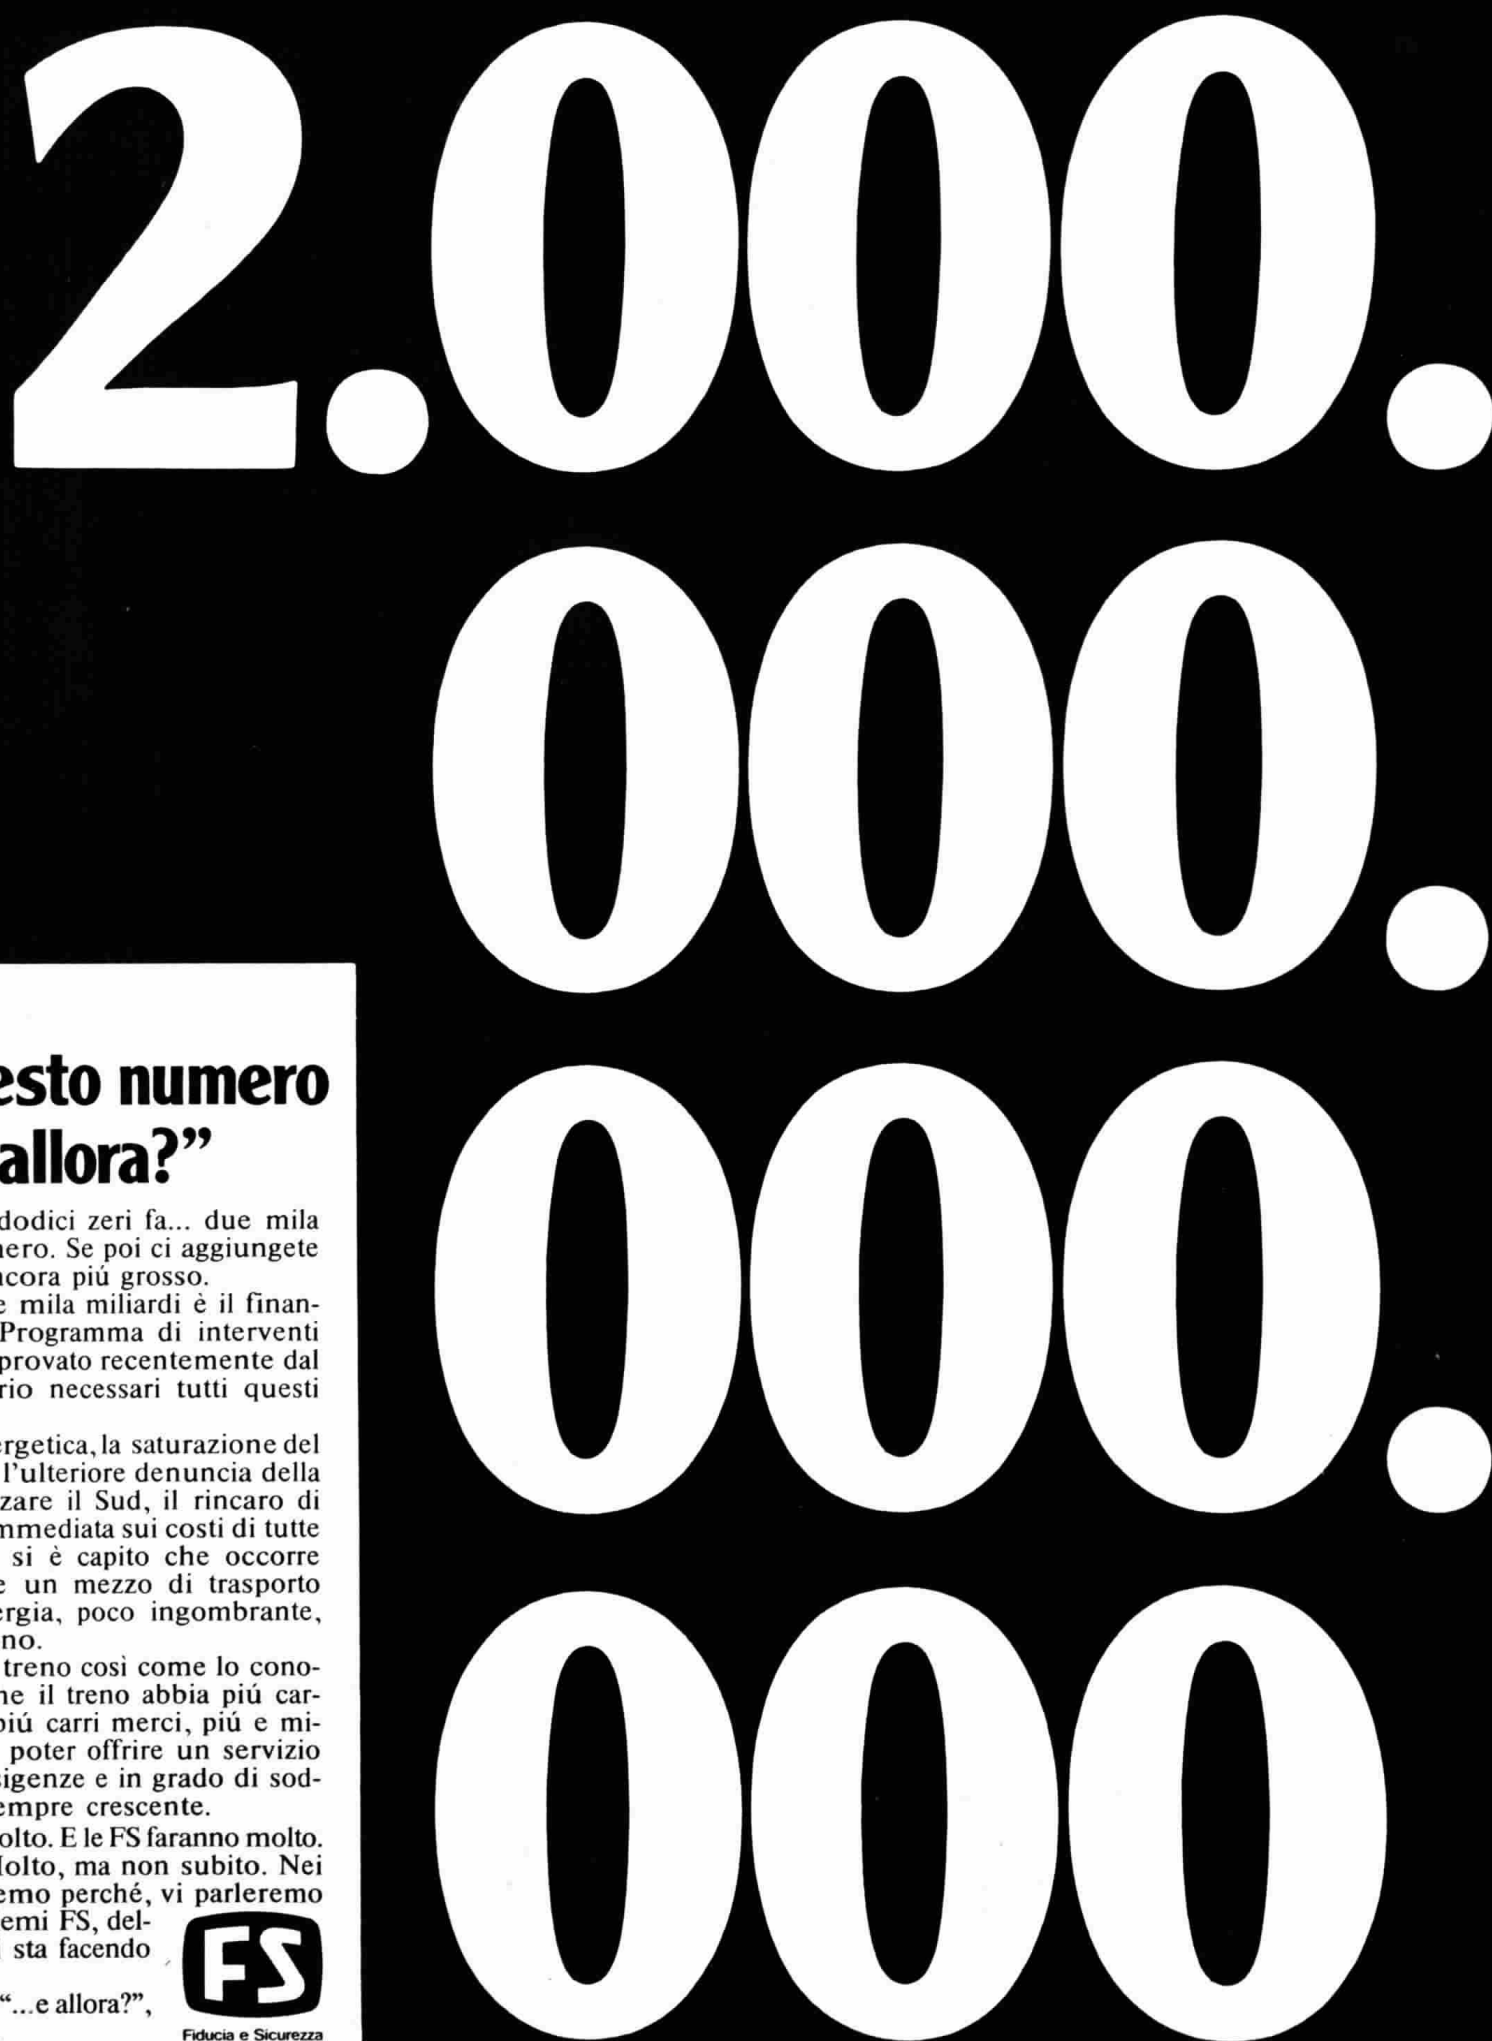 2.000.
000.
000.
000
esto numero
allora?”
dodici zeri fa... due mila
nero. Se poi ci aggiungete
ncora piú grosso.
e mila miliardi è il finan-
Programma di interventi
provato recentemente dal
rio necessari tutti questi
ergetica, la saturazione del
l'ulteriore denuncia della
zare il Sud, il rincaro di
mmediata sui costi di tutte
si è capito che occorre
e un mezzo di trasporto
ergia, poco ingombrante,
no.
treno così come lo cono-
ne il treno abbia piú car-
piú carri merci, piú e mi-
poter offrire un servizio
igenze e in grado di sod-
empre crescente.
olto. E le FS faranno molto.
Molto, ma non subito. Nei
emo perché, vi parleremo
emi FS, del-
sta facendo
“...e allora?”,
FS
Fiducia e Sicurezza